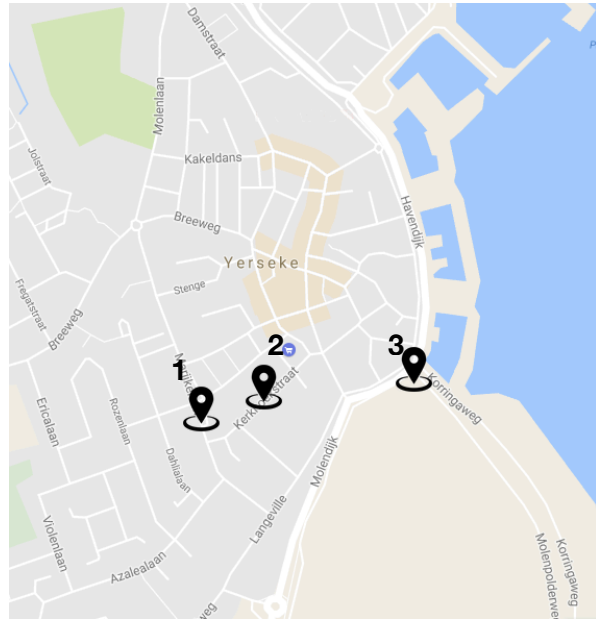 Damstraat
P
Molenlaan
Jolstraat
Kakeldans
Havendijk
Breeweg
Yerseke
Stenge
Fregatstraat
Breeweg
2
3
1
Korringaweg
Ericalaan
Rozenlaan
Dahlialaan
Molendijk
Langeville
Violenlaan
Azalealaan
Molenpolderweg
Korringaweg
weg